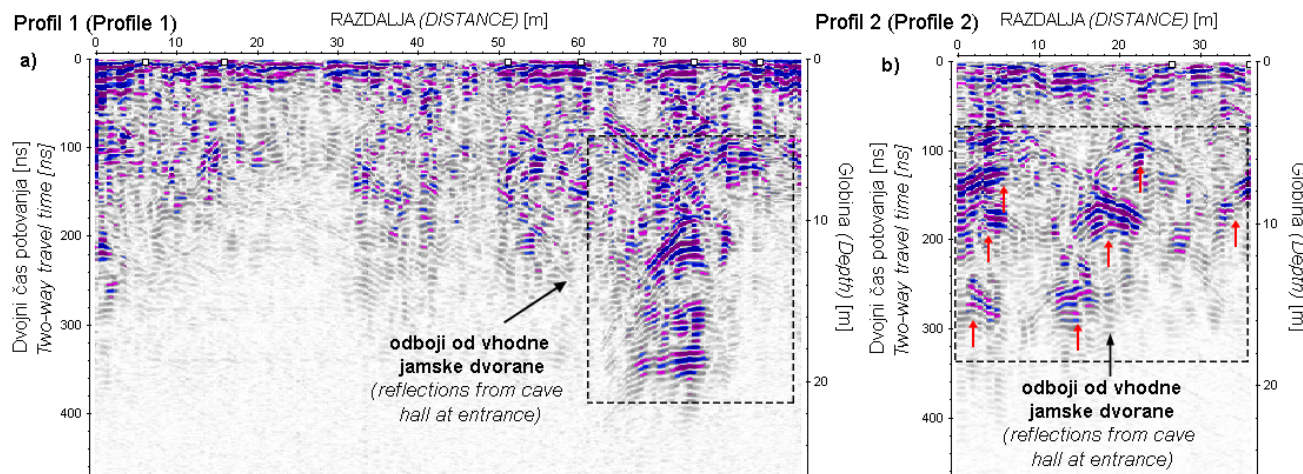 Profil 1 (Profile 1)
RAZDALJA (DISTANCE) [m]
0 10 20 30 40 50 60 70 80
a)
0
100
200
300
400
Dvojni čas potovanja [ns]
Two-way travel time [ns]
0
10
20
Globina (Depth) [m]
odboji od vhodne
jamske dvorane
(reflections from cave
hall at entrance)
Profil 2 (Profile 2)
RAZDALJA (DISTANCE) [m]
0 10 20 30
b)
0
100
200
300
400
Dvojni čas potovanja [ns]
Two-way travel time [ns]
0
10
20
Globina (Depth) [m]
odboji od vhodne
jamske dvorane
(reflections from cave
hall at entrance)